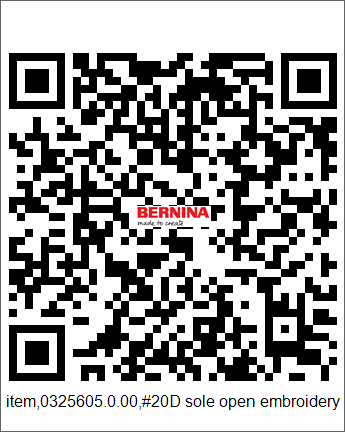 BERNINA
made to create
item,0325605.0.00,#20D sole open embroidery